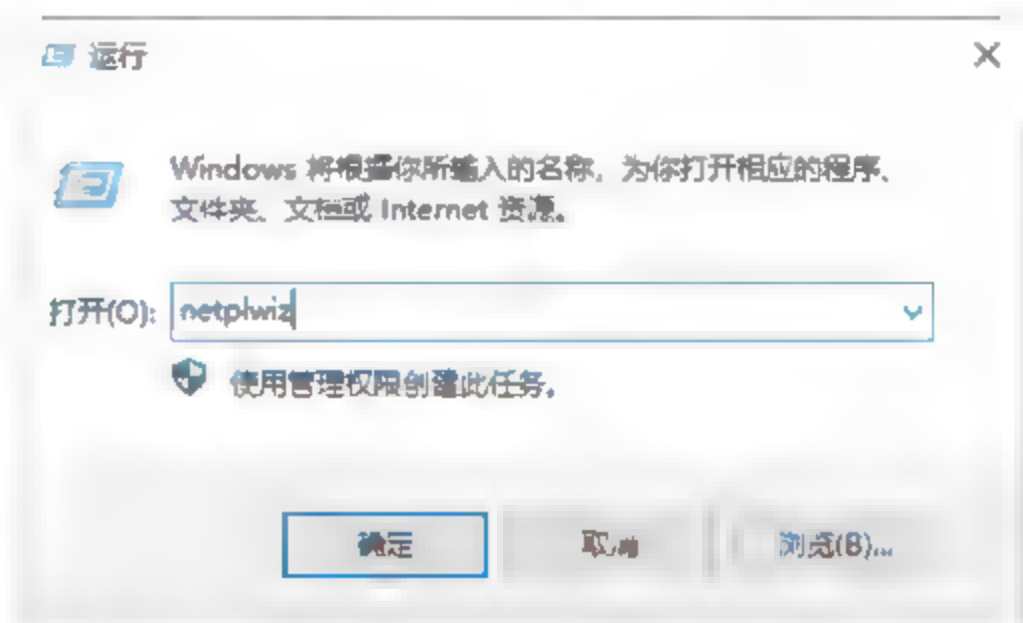 运行
Windows 将根据你所输入的名称，为你打开相应的程序、
文件夹、文档或 Internet 资源。
打开(O): netplwiz
使用管理权限创建此任务。
确定 取消 浏览(B)...